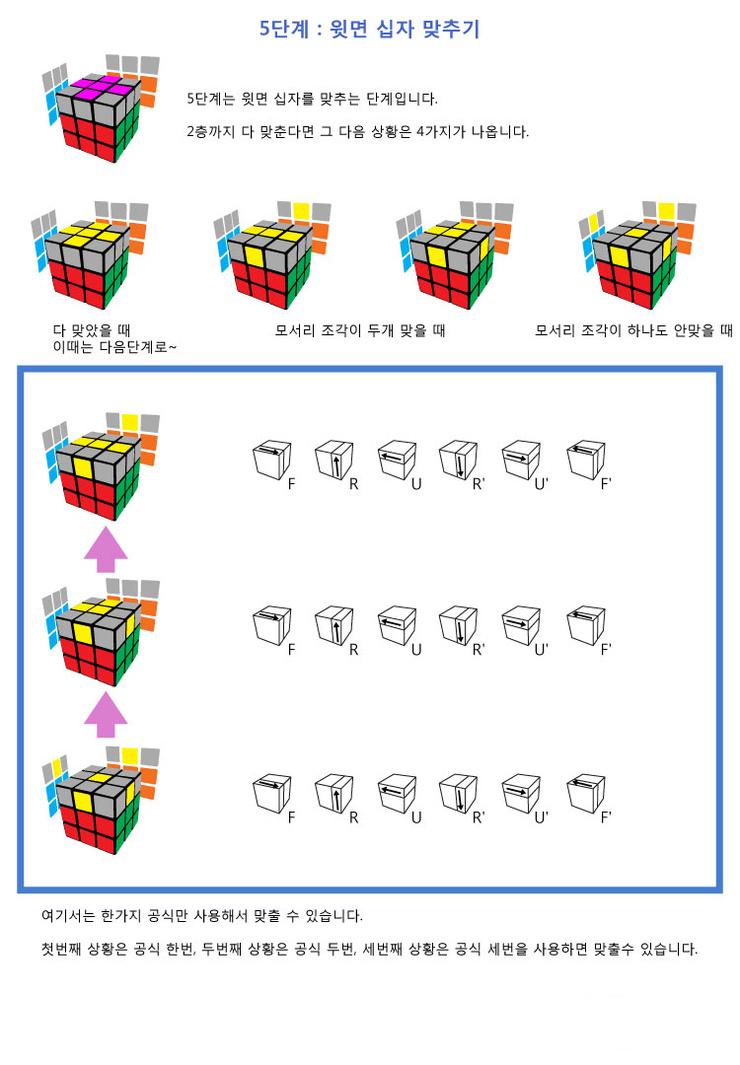 5단계 : 윗면 십자 맞추기
5단계는 윗면 십자를 맞추는 단계입니다.
2층까지 다 맞춘다면 그 다음 상황은 4가지가 나옵니다.
다 맞았을 때
이때는 다음단계로~
모서리 조각이 두개 맞을 때
모서리 조각이 하나도 안맞을 때
F R U R' U' F'
F R U R' U' F'
F R U R' U' F'
여기서는 한가지 공식만 사용해서 맞출 수 있습니다.
첫번째 상황은 공식 한번, 두번째 상황은 공식 두번, 세번째 상황은 공식 세번을 사용하면 맞출수 있습니다.